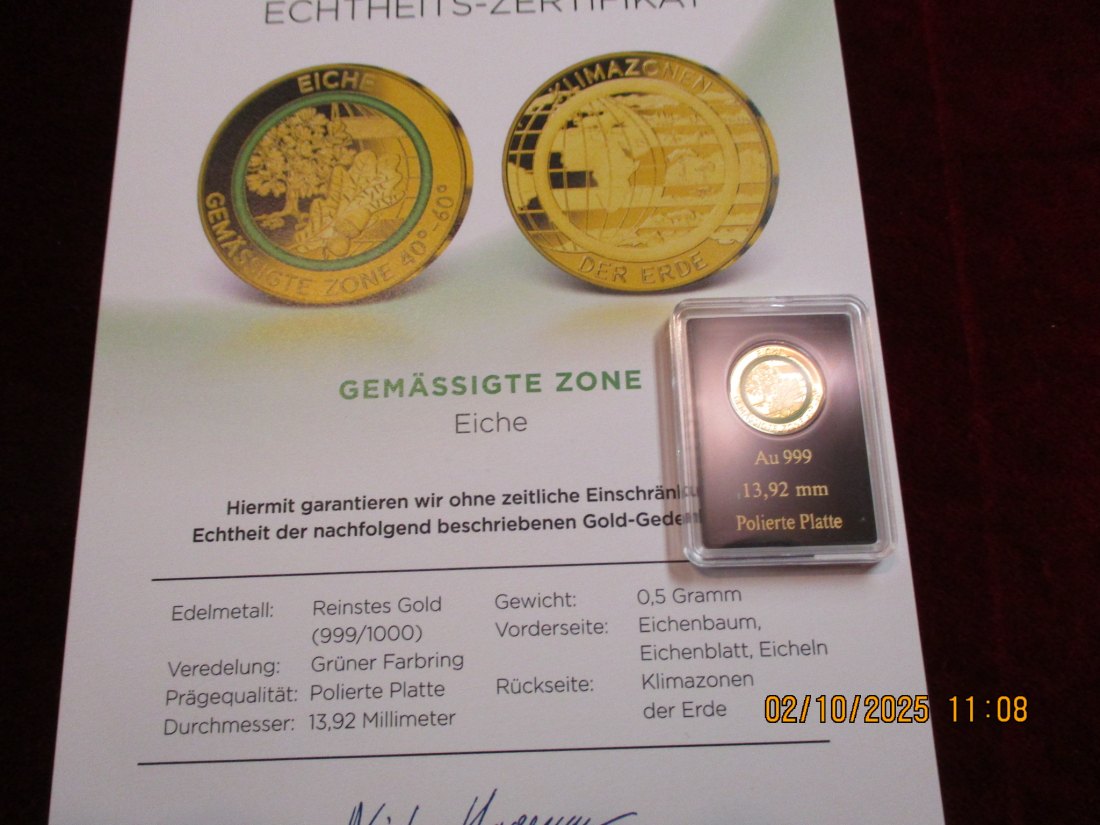 ECHTHEITS-ZERTIFIKAT
EICHE
GEMÄSSIGTE ZONE 40°-60°
KLIMAZONEN
DER ERDE
GEMÄSSIGTE ZONE
Eiche
Au 999
13,92 mm
Polierte Platte
Hiermit garantieren wir ohne zeitliche
Echtheit der nachfolgend beschriebenen
Edelmetall: Reinstes Gold
(999/1000)
Veredelung: Grüner Farbring
Prägequalität: Polierte Platte
Durchmesser: 13,92 Millimeter
Gewicht: 0,5 Gramm
Vorderseite: Eichenbaum,
Eichenblatt, Eicheln
Rückseite: Klimazonen
der Erde
02/10/2025 11:08